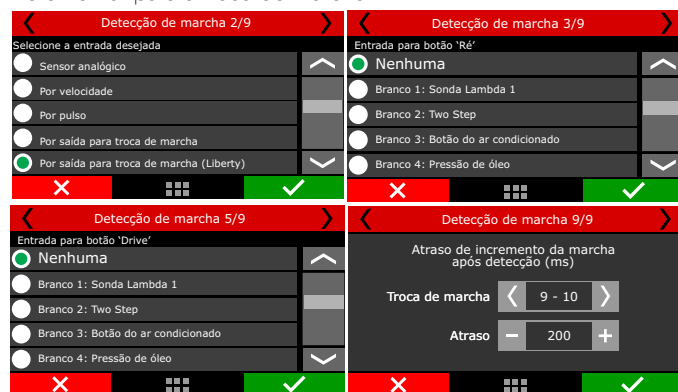 Detecção de marcha 2/9
Selecione a entrada desejada
Sensor analógico
Por velocidade
Por pulso
Por saída para troca de marcha
Por saída para troca de marcha (Liberty)
Detecção de marcha 3/9
Entrada para botão ‘Ré’
Nenhuma
Branco 1: Sonda Lambda 1
Branco 2: Two Step
Branco 3: Botão do ar condicionado
Branco 4: Pressão de óleo
Detecção de marcha 5/9
Entrada para botão ‘Drive’
Nenhuma
Branco 1: Sonda Lambda 1
Branco 2: Two Step
Branco 3: Botão do ar condicionado
Branco 4: Pressão de óleo
Detecção de marcha 9/9
Atraso de incremento da marcha
após detecção (ms)
Troca de marcha 9 - 10
Atraso − 200 +